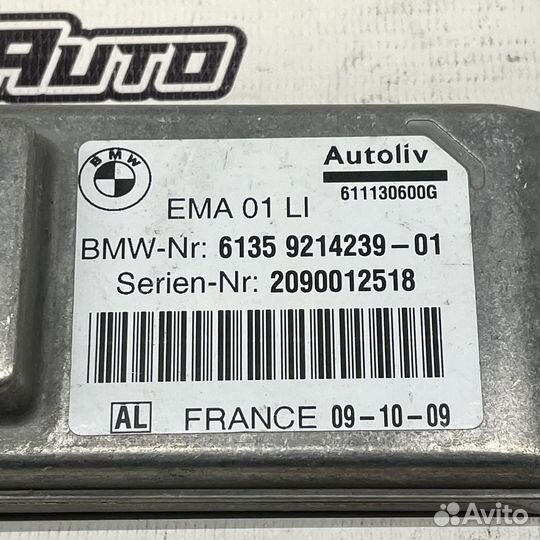 AUTO
BMW
Autoliv
611130600G
EMA 01 LI
BMW-Nr: 6135 9214239-01
Serien-Nr: 2090012518
AL FRANCE 09-10-09
Avito